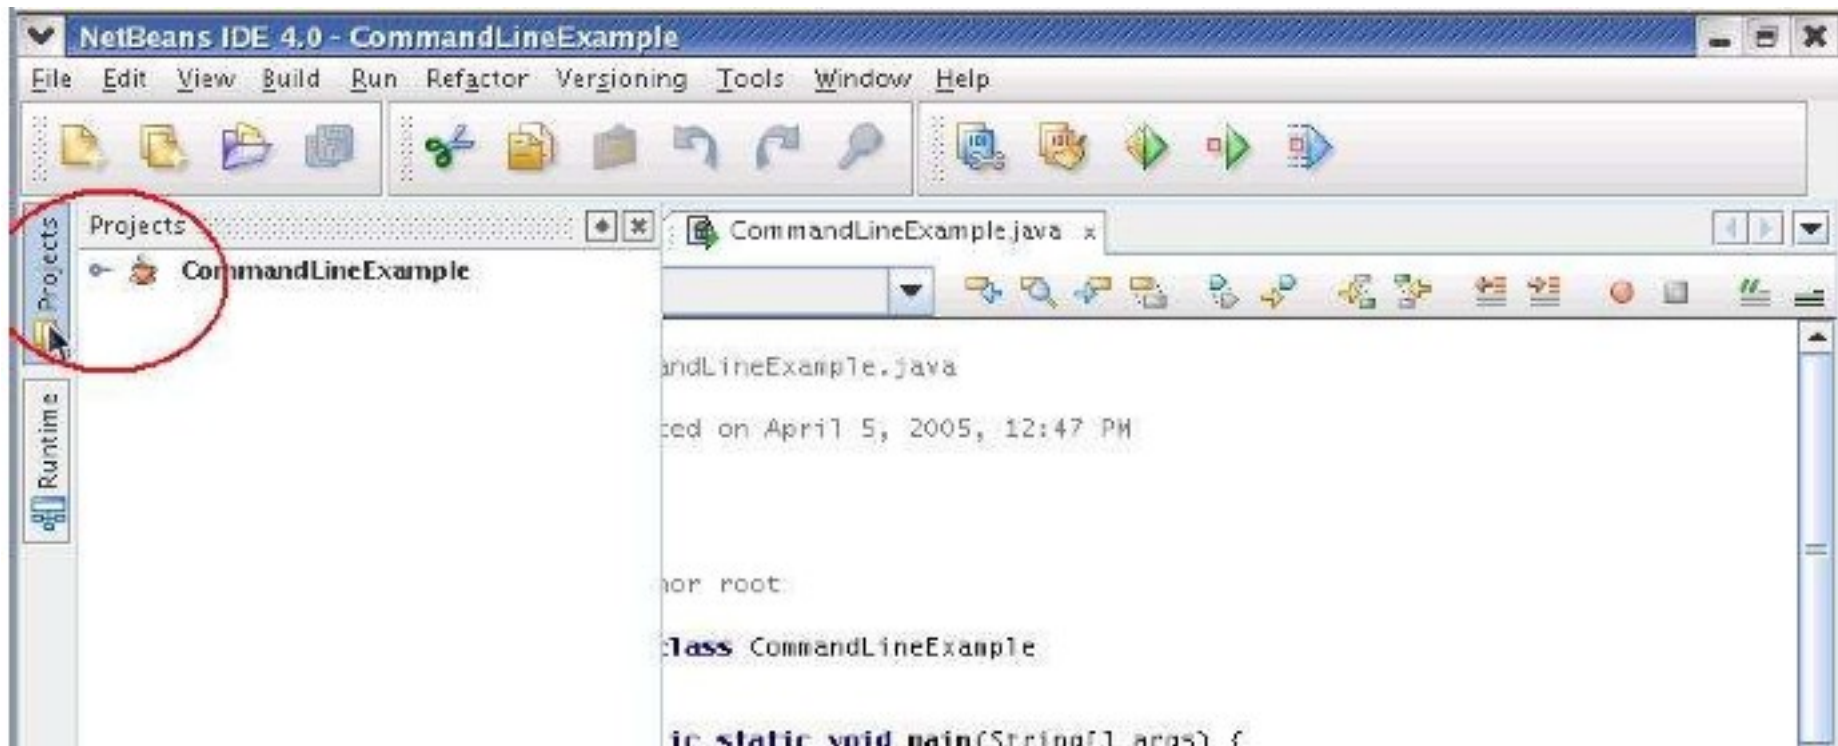 NetBeans IDE 4.0 - CommandLineExample
File Edit View Build Run Refactor Versioning Tools Window Help
Projects
Runtime
Projects
CommandLineExample
CommandLineExample.java x
andLineExample.java
ted on April 5, 2005, 12:47 PM
hor root
class CommandLineExample
ic static void main(String[] args) {